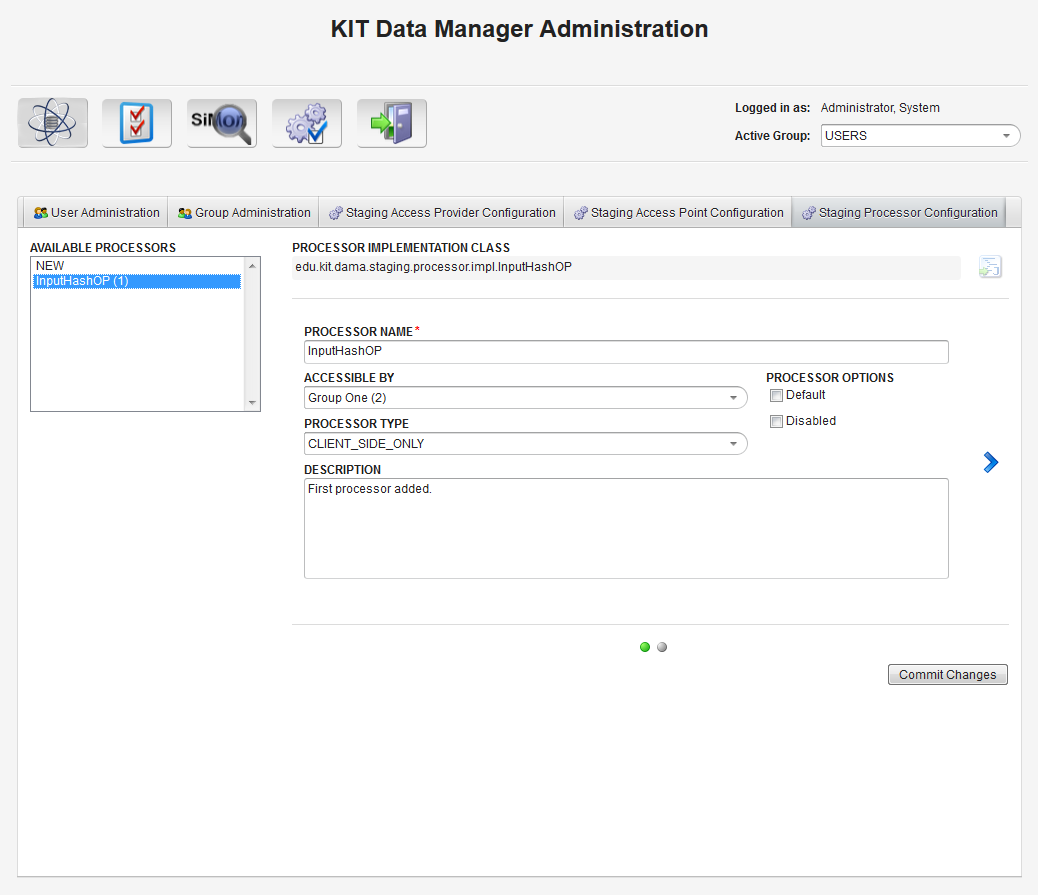 KIT Data Manager Administration
SiMon
Logged in as: Administrator, System
Active Group: USERS
User Administration Group Administration Staging Access Provider Configuration Staging Access Point Configuration Staging Processor Configuration
AVAILABLE PROCESSORS
NEW
InputHashOP (1)
PROCESSOR IMPLEMENTATION CLASS
edu.kit.dama.staging.processor.impl.InputHashOP
PROCESSOR NAME*
InputHashOP
ACCESSIBLE BY
Group One (2)
PROCESSOR OPTIONS
Default
Disabled
PROCESSOR TYPE
CLIENT_SIDE_ONLY
DESCRIPTION
First processor added.
Commit Changes